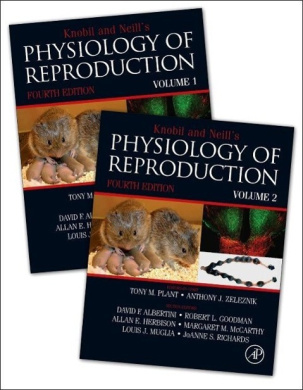 Knobil and Neill's
PHYSIOLOGY OF
REPRODUCTION
FOURTH EDITION
VOLUME 1
TONY M.
DAVID F. ALBERTINI
ALLAN E. H
LOUIS J.
Knobil and Neill's
PHYSIOLOGY OF
REPRODUCTION
FOURTH EDITION
VOLUME 2
TONY M. PLANT • ANTHONY J. ZELEZNIK
DAVID F. ALBERTINI • ROBERT L. GOODMAN
ALLAN E. HERBISON • MARGARET M. McCARTHY
LOUIS J. MUGLIA • JoANNE S. RICHARDS